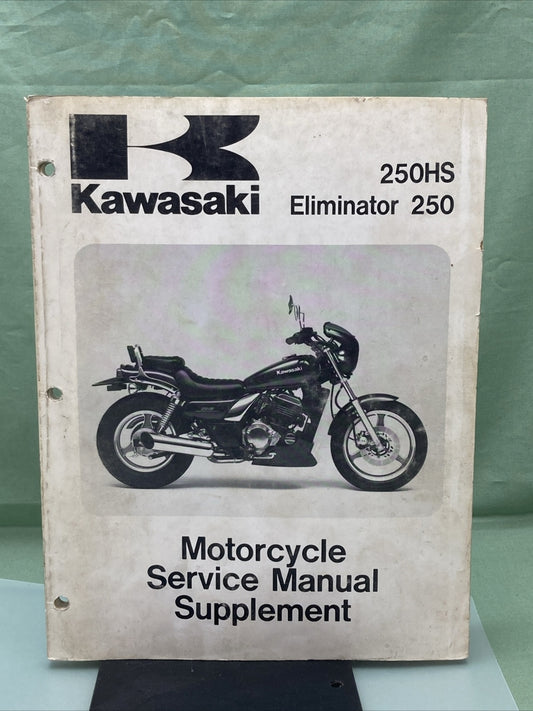 Kawasaki
250HS
Eliminator 250
Kawasaki
Motorcycle
Service Manual
Supplement